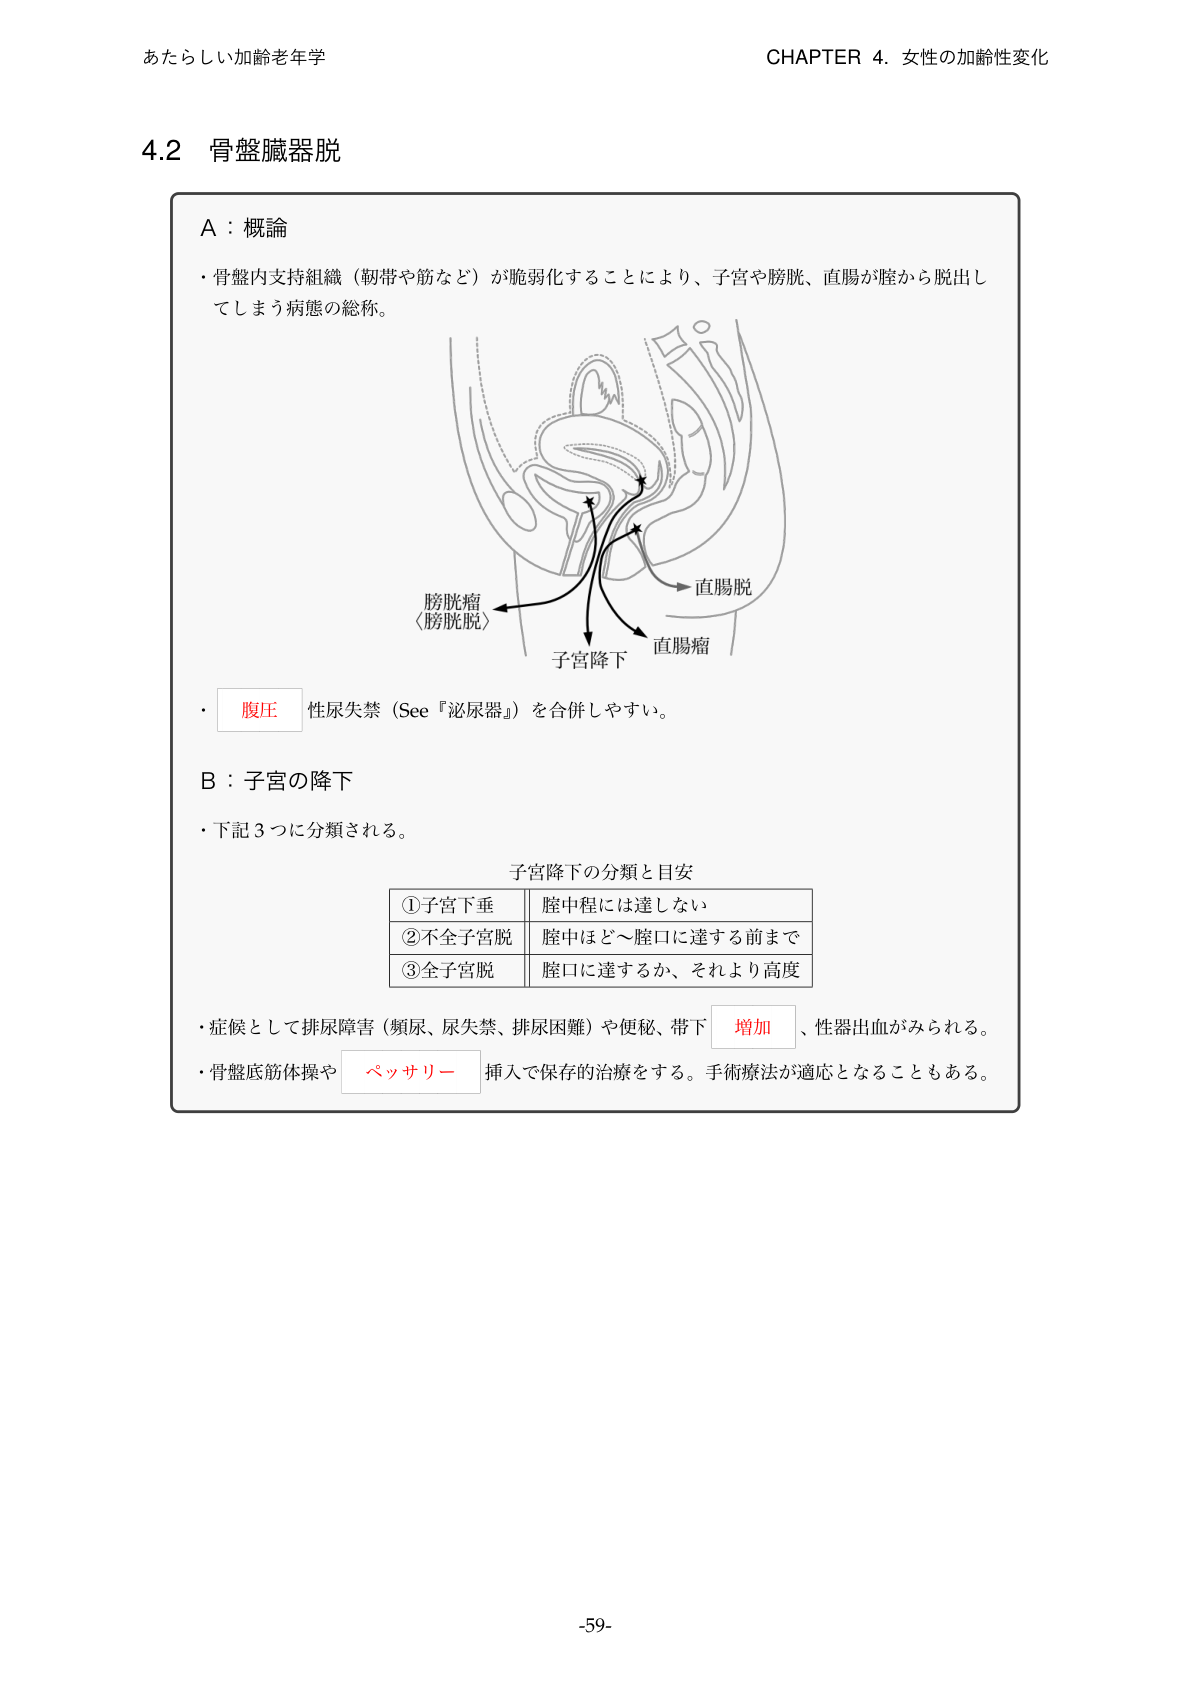 あたらしい加齢老年学
CHAPTER 4. 女性の加齢性変化
4.2 骨盤臓器脱
A：概論
・骨盤内支持組織（靭帯や筋など）が脆弱化することにより、子宮や膀胱、直腸が腟から脱出し
てしまう病態の総称。
膀胱瘤
〈膀胱脱〉
子宮降下
直腸瘤
直腸脱
・ 腹圧 性尿失禁（See『泌尿器』）を合併しやすい。
B：子宮の降下
・下記 3 つに分類される。
子宮降下の分類と目安
①子宮下垂 腟中程には達しない
②不全子宮脱 腟中ほど〜腟口に達する前まで
③全子宮脱 腟口に達するか、それより高度
・症候として排尿障害（頻尿、尿失禁、排尿困難）や便秘、帯下 増加 、性器出血がみられる。
・骨盤底筋体操や ペッサリー 挿入で保存的治療をする。手術療法が適応となることもある。
-59-